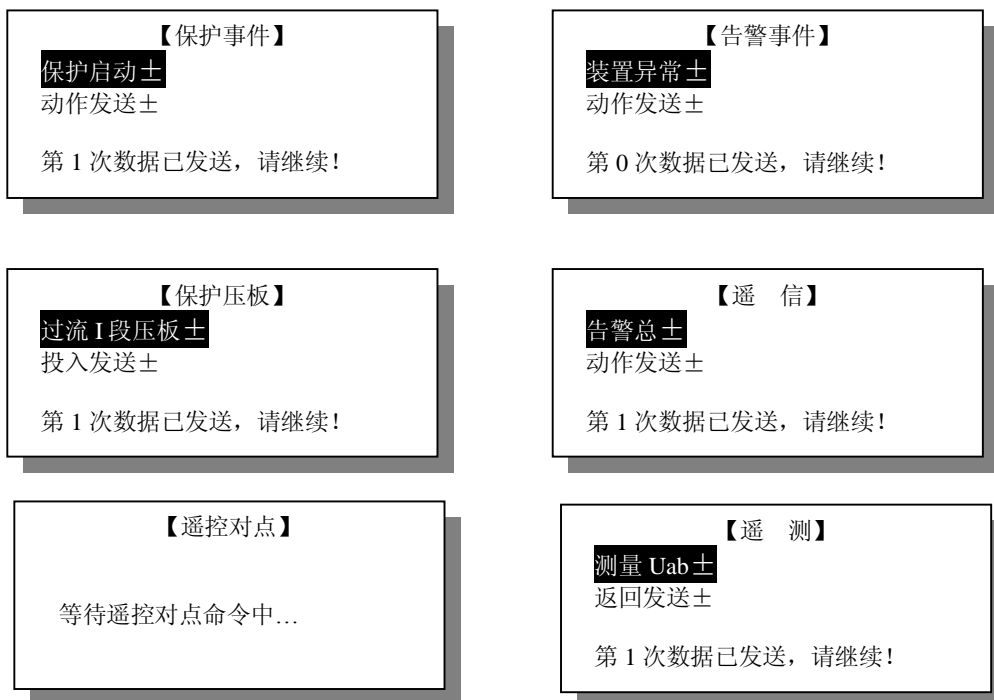 【保护事件】
保护启动±
动作发送±
第 1 次数据已发送，请继续！
【告警事件】
装置异常±
动作发送±
第 0 次数据已发送，请继续！
【保护压板】
过流 I 段压板±
投入发送±
第 1 次数据已发送，请继续！
【遥　信】
告警总±
动作发送±
第 1 次数据已发送，请继续！
【遥控对点】
等待遥控对点命令中…
【遥　测】
测量 Uab±
返回发送±
第 1 次数据已发送，请继续！